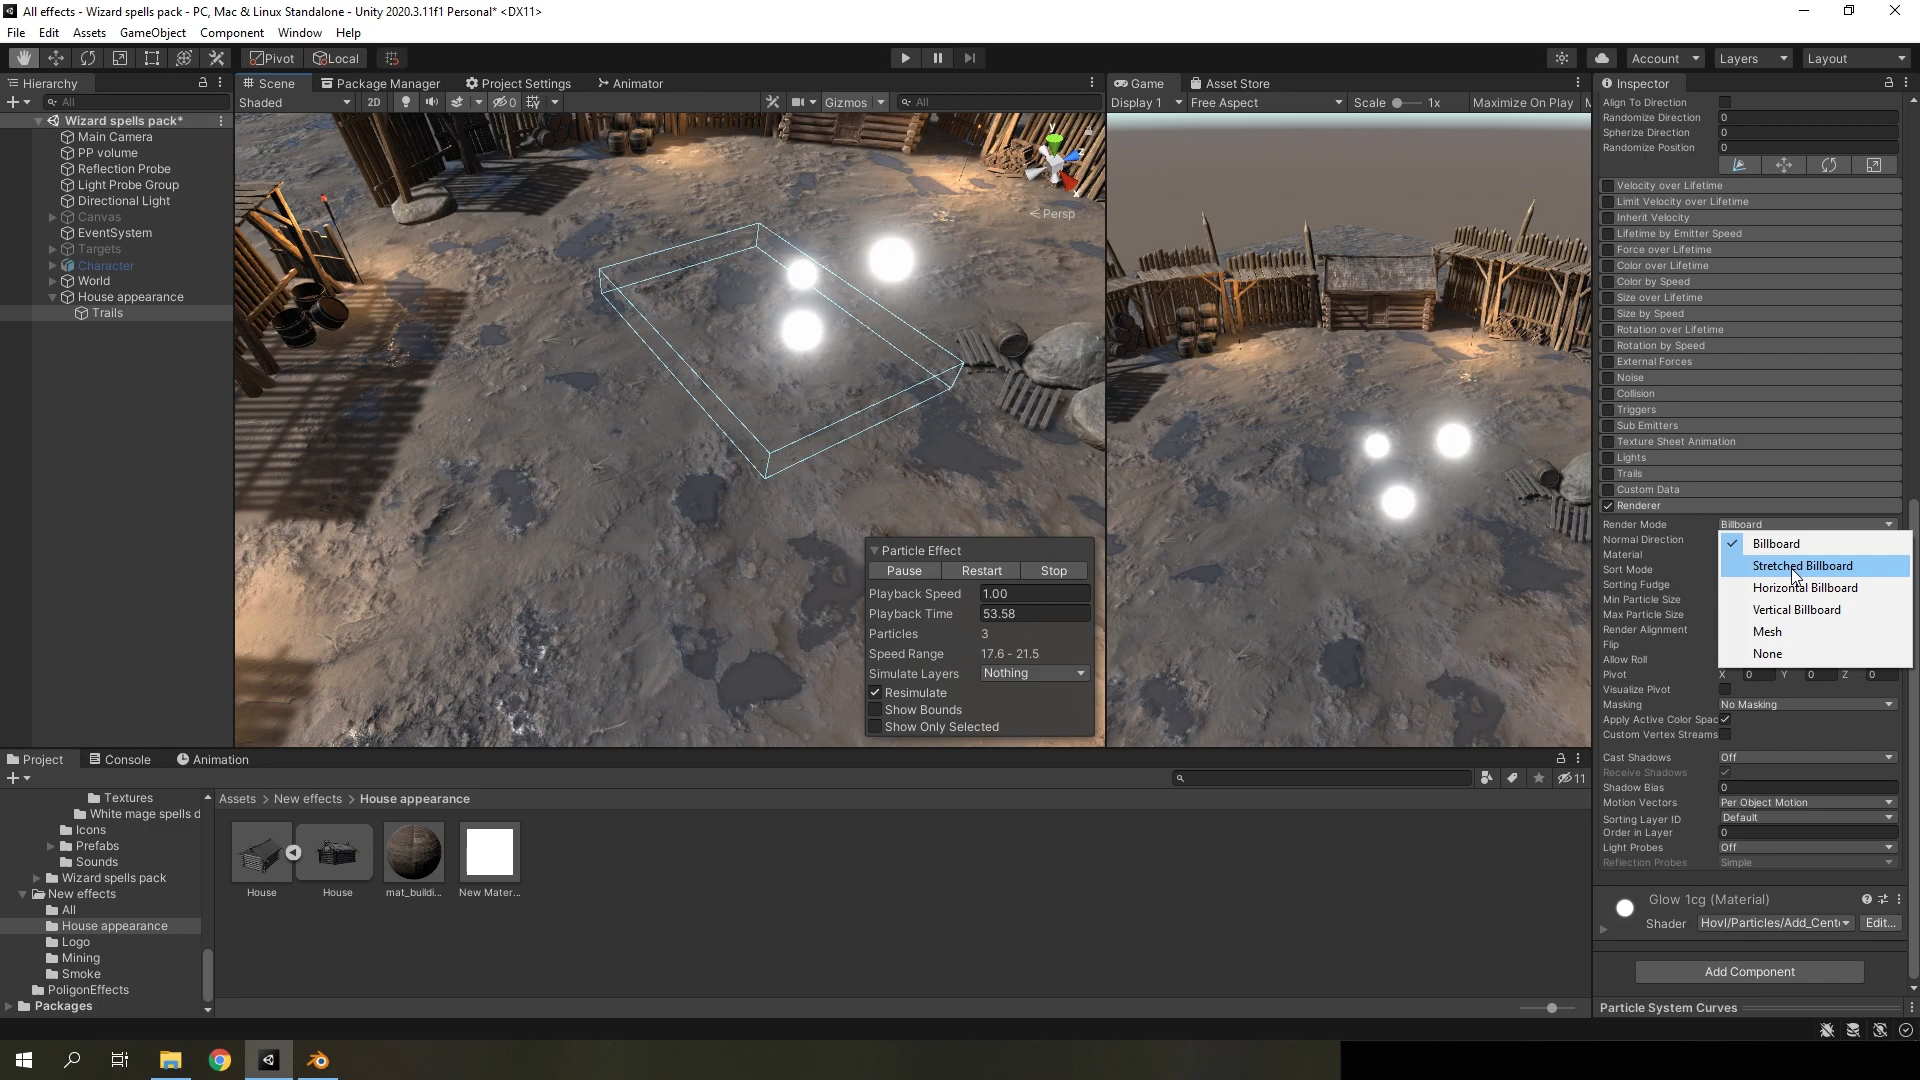 All effects - Wizard spells pack - PC, Mac & Linux Standalone - Unity 2020.3.11f1 Personal* <DX11>
File Edit Assets GameObject Component Window Help
Pivot Local Account Layers Layout
Hierarchy
All
Wizard spells pack*
Main Camera
PP volume
Reflection Probe
Light Probe Group
Directional Light
Canvas
EventSystem
Targets
Character
World
House appearance
Trails
Scene Package Manager Project Settings Animator
Shaded 2D 0 Gizmos All
y
z
x
Persp
Particle Effect
Pause Restart Stop
Playback Speed 1.00
Playback Time 53.58
Particles 3
Speed Range 17.6 - 21.5
Simulate Layers Nothing
Resimulate
Show Bounds
Show Only Selected
Game Asset Store
Display 1 Free Aspect Scale 1x Maximize On Play M
Inspector
Align To Direction
Randomize Direction 0
Spherize Direction 0
Randomize Position 0
Velocity over Lifetime
Limit Velocity over Lifetime
Inherit Velocity
Lifetime by Emitter Speed
Force over Lifetime
Color over Lifetime
Color by Speed
Size over Lifetime
Size by Speed
Rotation over Lifetime
Rotation by Speed
External Forces
Noise
Collision
Triggers
Sub Emitters
Texture Sheet Animation
Lights
Trails
Custom Data
Renderer
Render Mode Billboard
Normal Direction
Material
Sort Mode
Sorting Fudge
Min Particle Size
Max Particle Size
Render Alignment
Flip
Allow Roll
Billboard
Stretched Billboard
Horizontal Billboard
Vertical Billboard
Mesh
None
Pivot X 0 Y 0 Z 0
Visualize Pivot
Masking No Masking
Apply Active Color Spac
Custom Vertex Streams
Cast Shadows Off
Receive Shadows
Shadow Bias 0
Motion Vectors Per Object Motion
Sorting Layer ID Default
Order in Layer 0
Light Probes Off
Reflection Probes Simple
Glow 1cg (Material)
Shader Hovl/Particles/Add_Cent Edit...
Add Component
Particle System Curves
Project Console Animation
11
Textures
White mage spells d
Icons
Prefabs
Sounds
Wizard spells pack
New effects
All
House appearance
Logo
Mining
Smoke
PoligonEffects
Packages
Assets > New effects > House appearance
House House mat_buildi... New Mater...